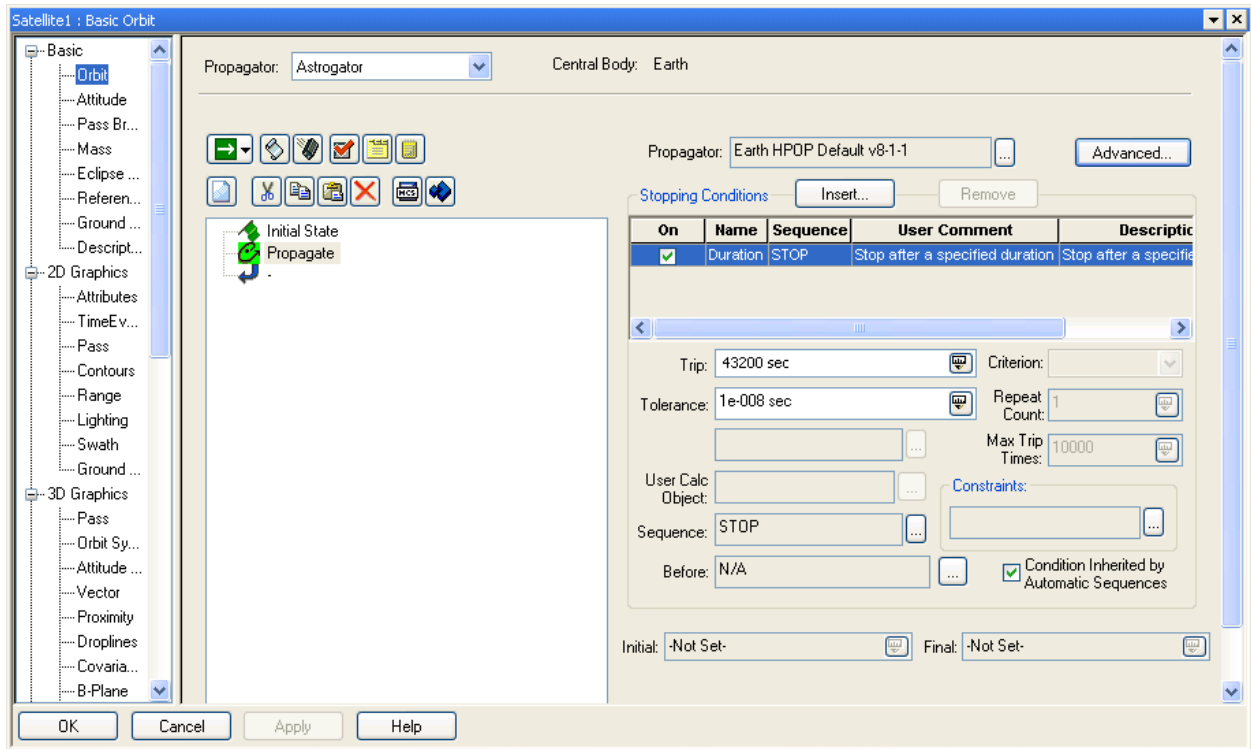 Satellite1 : Basic Orbit
Basic
Orbit
Attitude
Pass Br...
Mass
Eclipse ...
Referen...
Ground ...
Descript...
2D Graphics
Attributes
TimeEv...
Pass
Contours
Range
Lighting
Swath
Ground ...
3D Graphics
Pass
Orbit Sy...
Attitude ...
Vector
Proximity
Droplines
Covaria...
B-Plane
Propagator: Astrogator
Central Body: Earth
MCS
Initial State
Propagate
.
Propagator: Earth HPOP Default v8-1-1 ... Advanced...
Stopping Conditions Insert... Remove
On Name Sequence User Comment Descriptic
Duration STOP Stop after a specified duration Stop after a specifie
Trip: 43200 sec Criterion:
Tolerance: 1e-008 sec Repeat Count: 1
... Max Trip Times: 10000
User Calc Object: ... Constraints:
...
Sequence: STOP ...
Before: N/A ... Condition Inherited by
Automatic Sequences
Initial: -Not Set- Final: -Not Set-
OK Cancel Apply Help